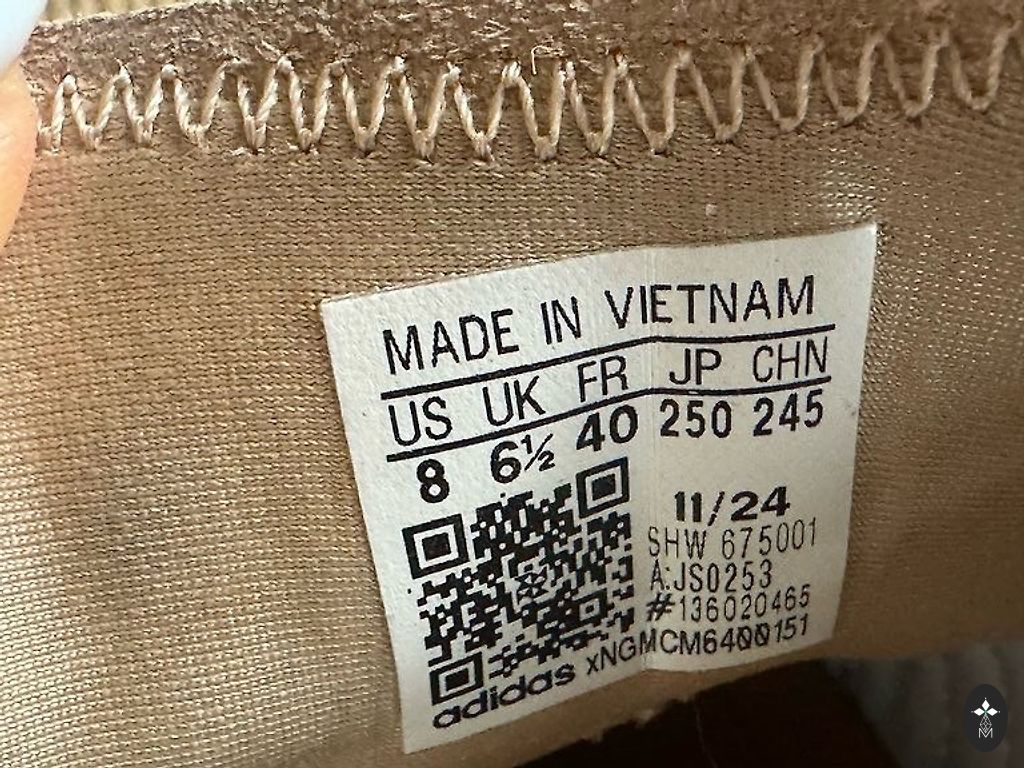 MADE IN VIETNAM
US UK FR JP CHN
8 6½ 40 250 245
11/24
SHW 675001
A:JS0253
#136020465
adidas xNGMCM6400151
M